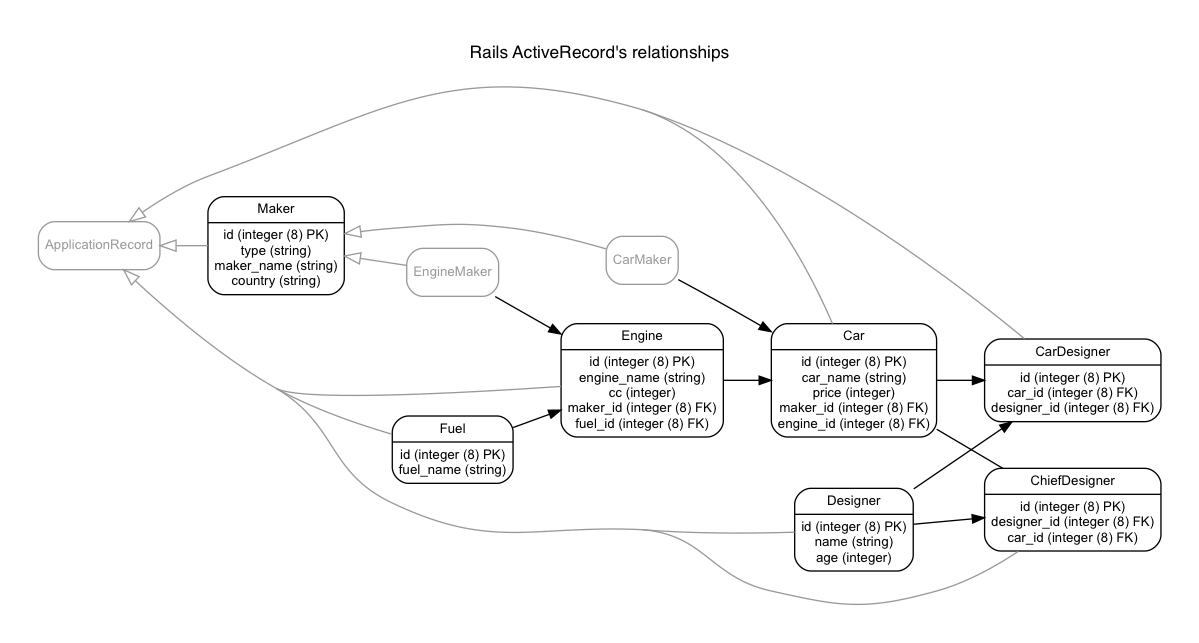 Rails ActiveRecord's relationships
ApplicationRecord
Maker
id (integer (8) PK)
type (string)
maker_name (string)
country (string)
EngineMaker
CarMaker
Engine
id (integer (8) PK)
engine_name (string)
cc (integer)
maker_id (integer (8) FK)
fuel_id (integer (8) FK)
Car
id (integer (8) PK)
car_name (string)
price (integer)
maker_id (integer (8) FK)
engine_id (integer (8) FK)
CarDesigner
id (integer (8) PK)
car_id (integer (8) FK)
designer_id (integer (8) FK)
Fuel
id (integer (8) PK)
fuel_name (string)
Designer
id (integer (8) PK)
name (string)
age (integer)
ChiefDesigner
id (integer (8) PK)
designer_id (integer (8) FK)
car_id (integer (8) FK)